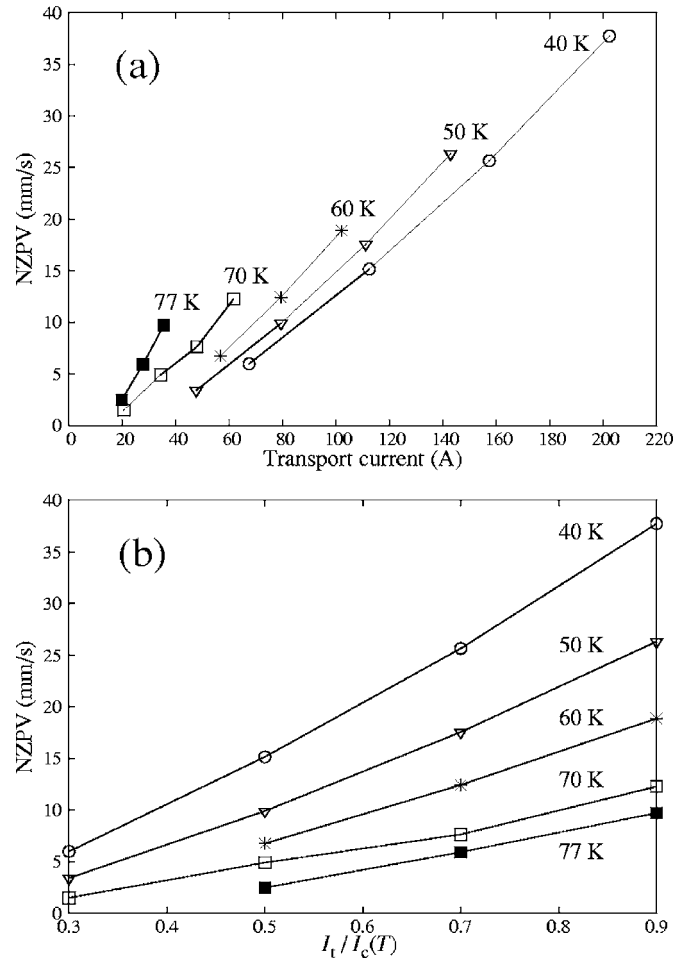 (a)
40 K
50 K
60 K
70 K
77 K
NZPV (mm/s)
40
35
30
25
20
15
10
5
0
0 20 40 60 80 100 120 140 160 180 200 220
Transport current (A)
(b)
40 K
50 K
60 K
70 K
77 K
NZPV (mm/s)
40
35
30
25
20
15
10
5
0
0.3 0.4 0.5 0.6 0.7 0.8 0.9
It / Ic(T)